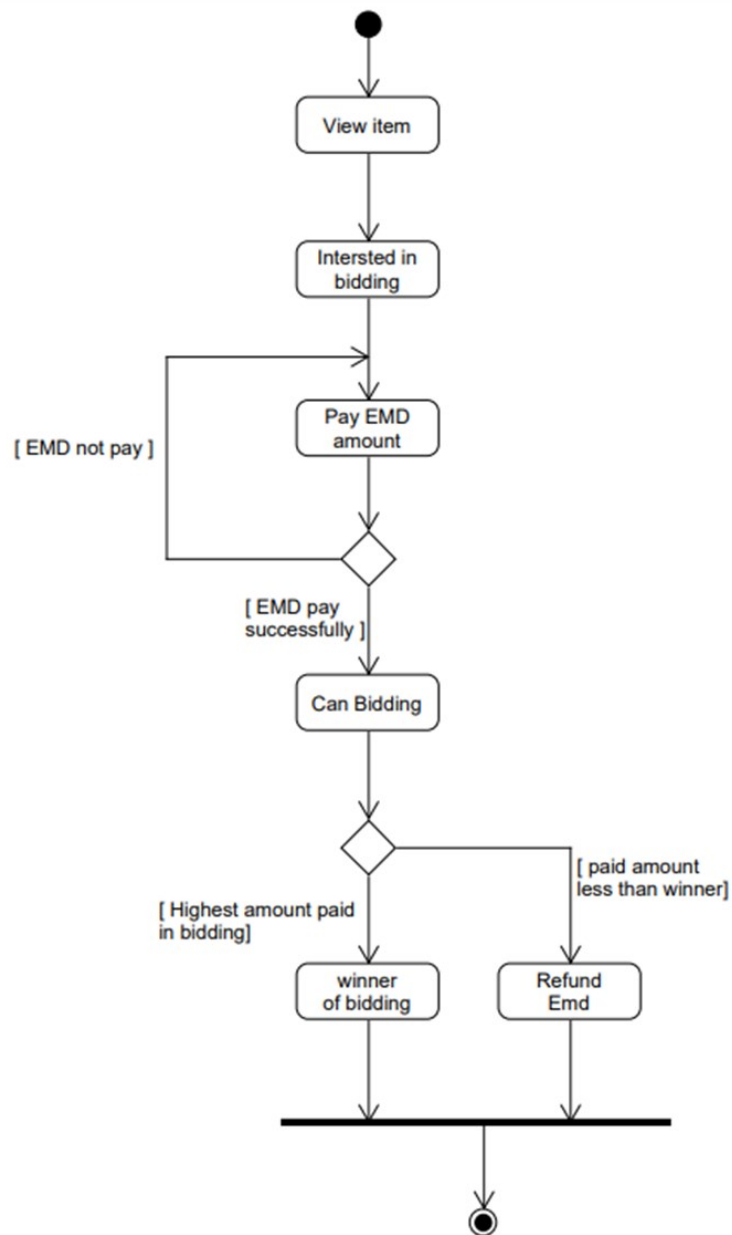 View item
Intersted in
bidding
Pay EMD
amount
[ EMD not pay ]
[ EMD pay
successfully ]
Can Bidding
[ paid amount
less than winner]
[ Highest amount paid
in bidding]
winner
of bidding
Refund
Emd